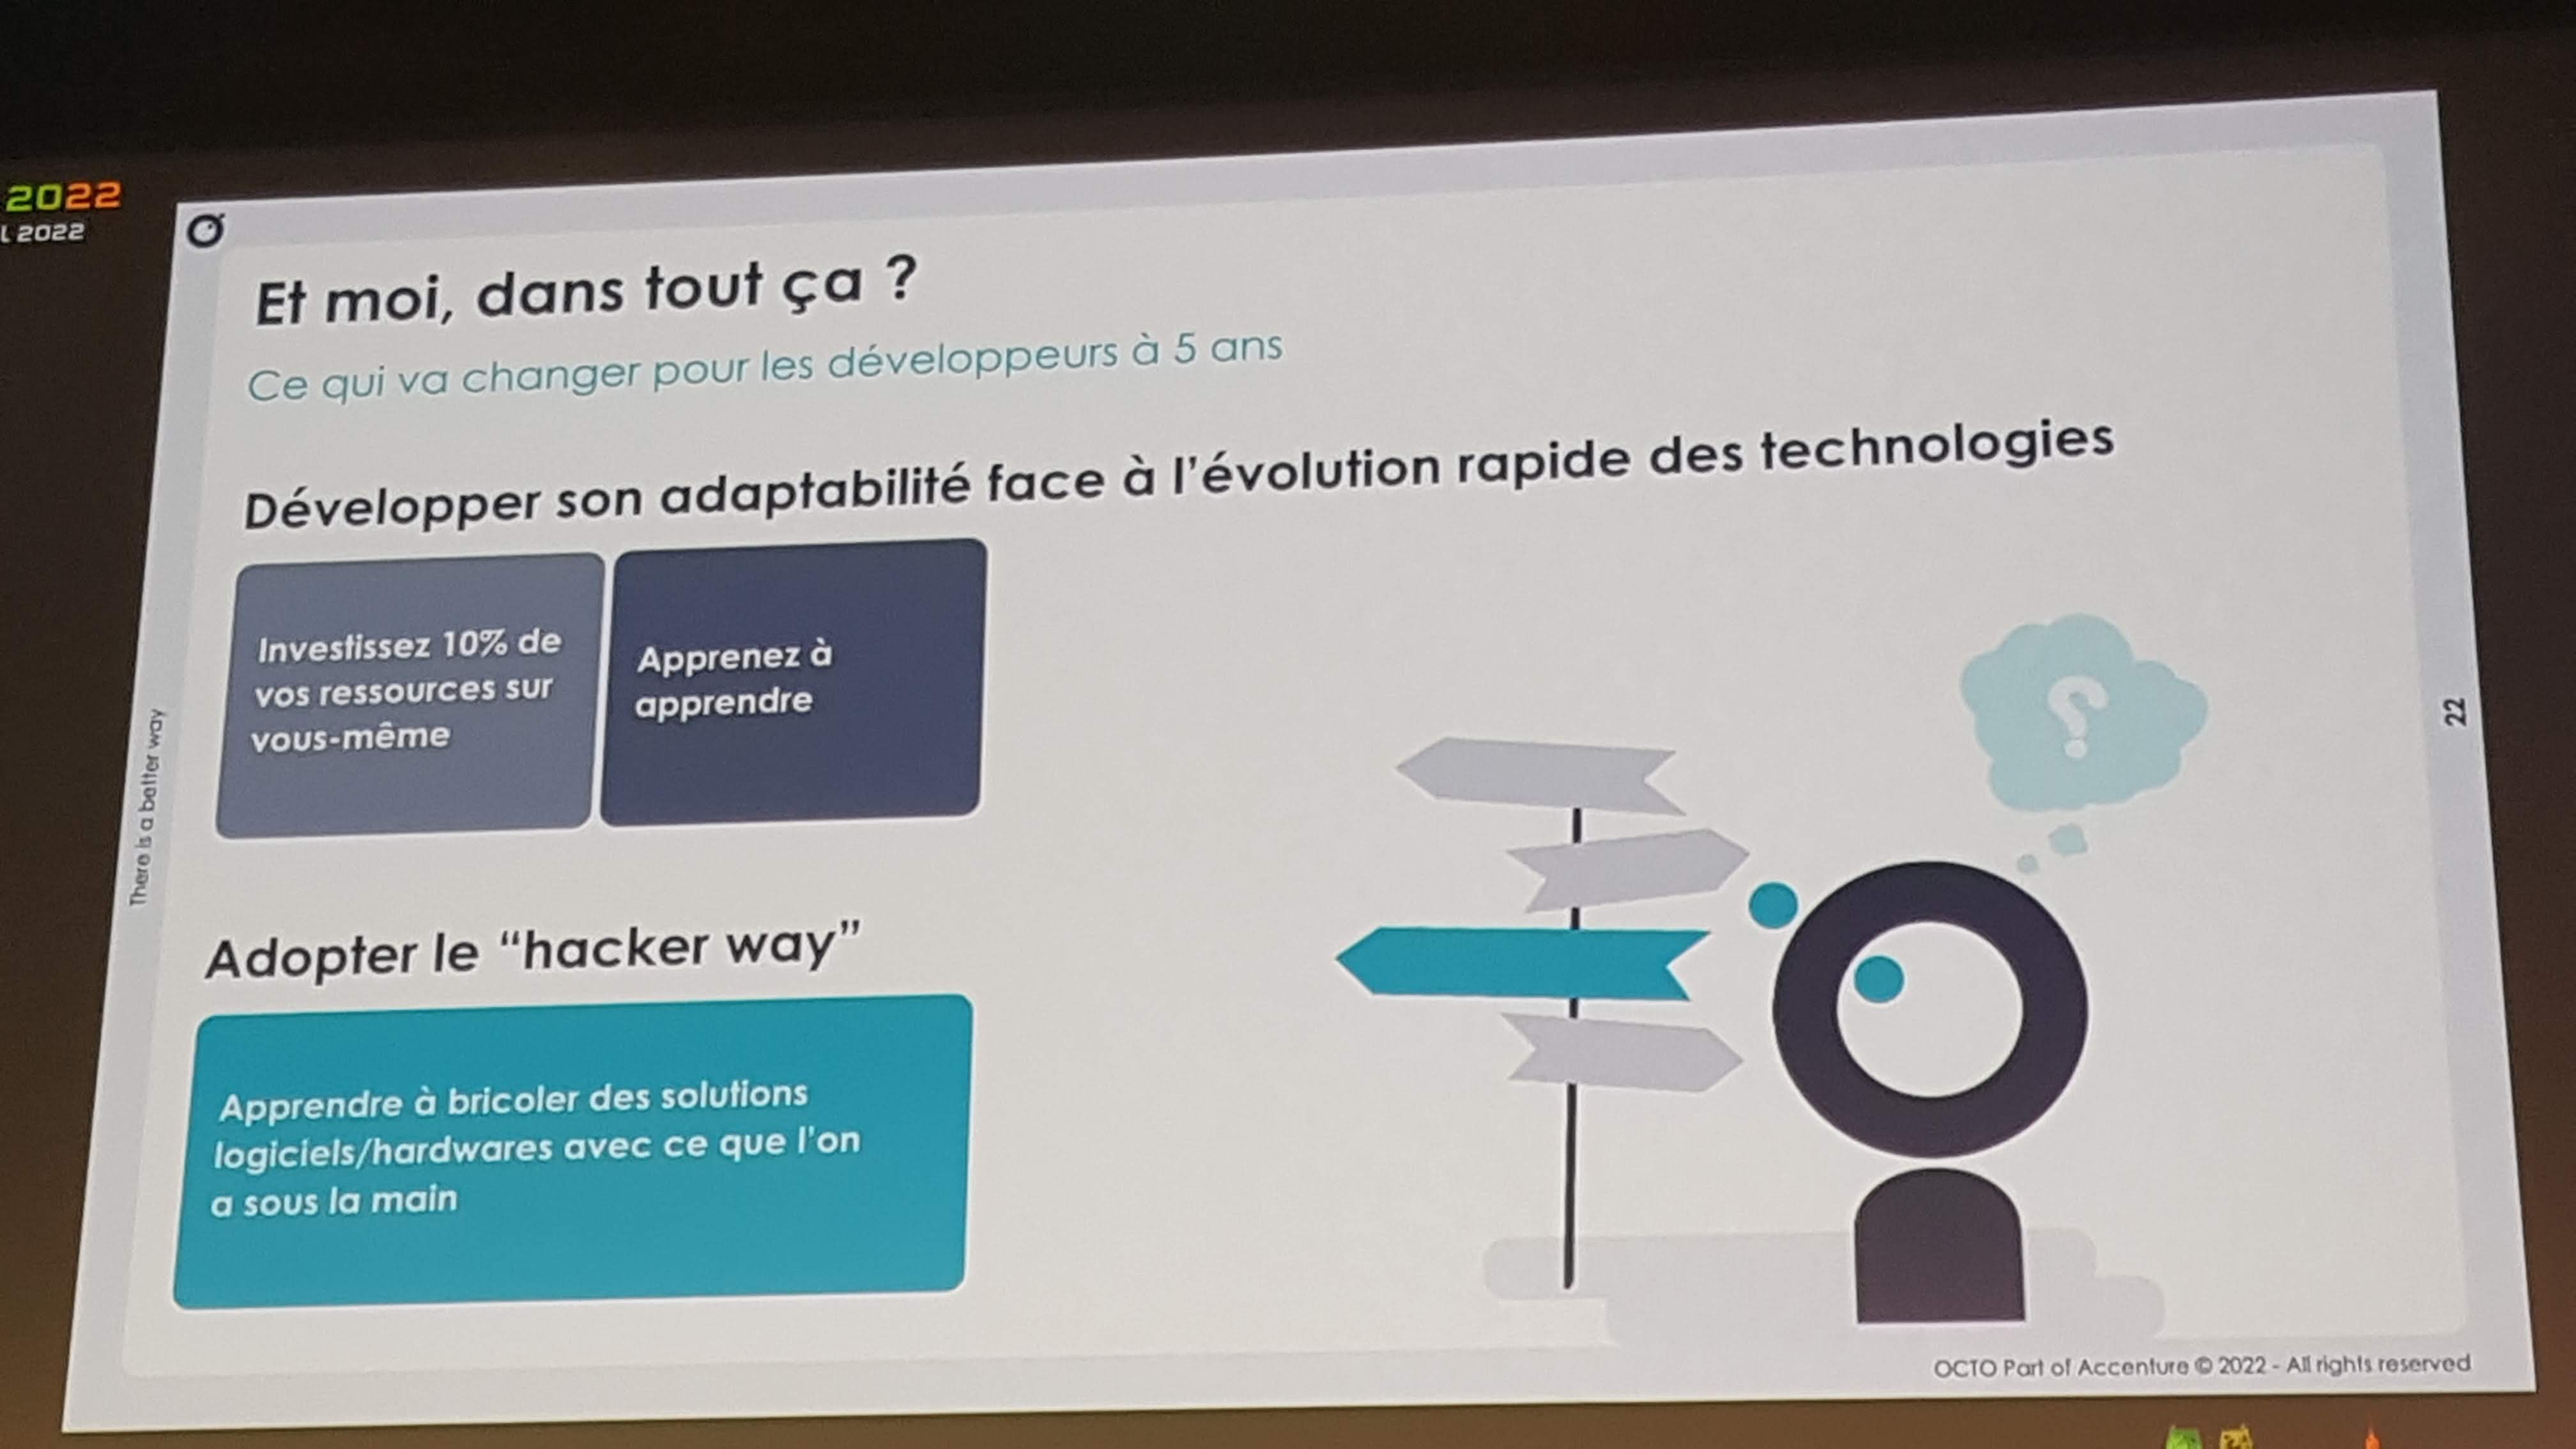 2022
L 2022
Et moi, dans tout ça ?
Ce qui va changer pour les développeurs à 5 ans
Développer son adaptabilité face à l'évolution rapide des technologies
Investissez 10% de
vos ressources sur
vous-même
Apprenez à
apprendre
There is a better way
22
?
Adopter le “hacker way”
Apprendre à bricoler des solutions
logiciels/hardwares avec ce que l'on
a sous la main
OCTO Part of Accenture © 2022 - All rights reserved